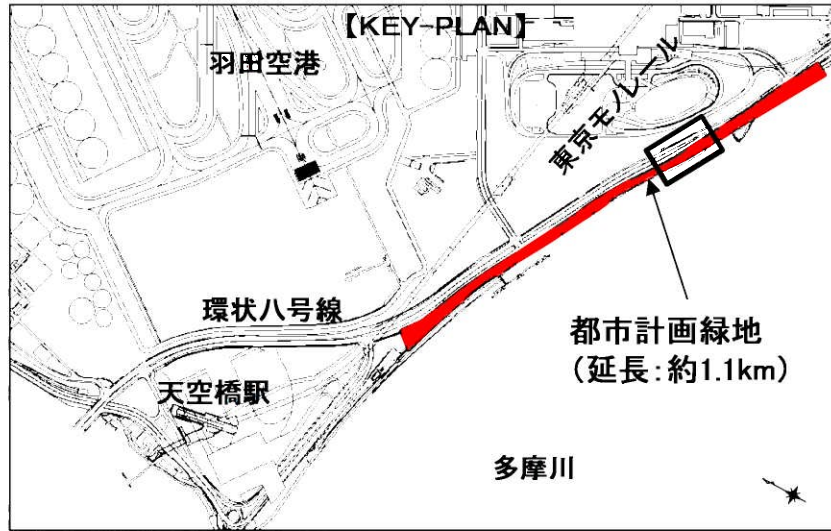 【KEY-PLAN】
羽田空港
東京モノレール
環状八号線
都市計画緑地
（延長：約1.1km）
天空橋駅
多摩川